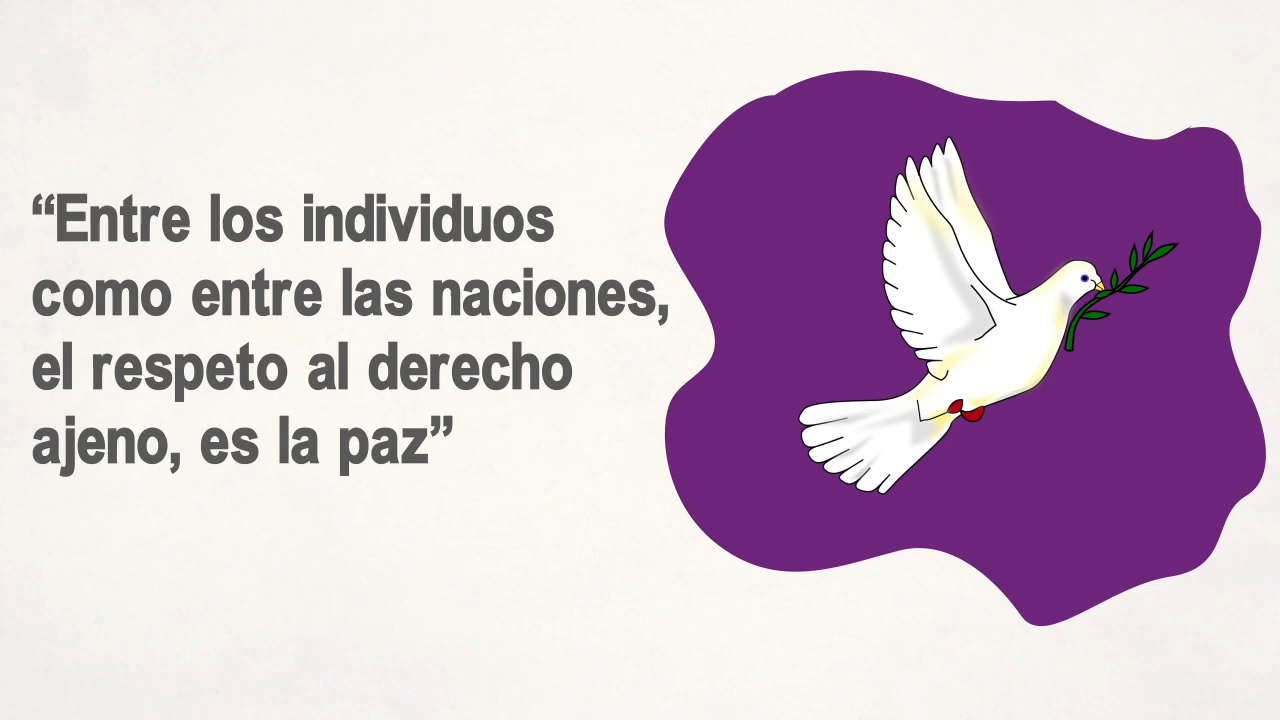 “Entre los individuos
como entre las naciones,
el respeto al derecho
ajeno, es la paz”